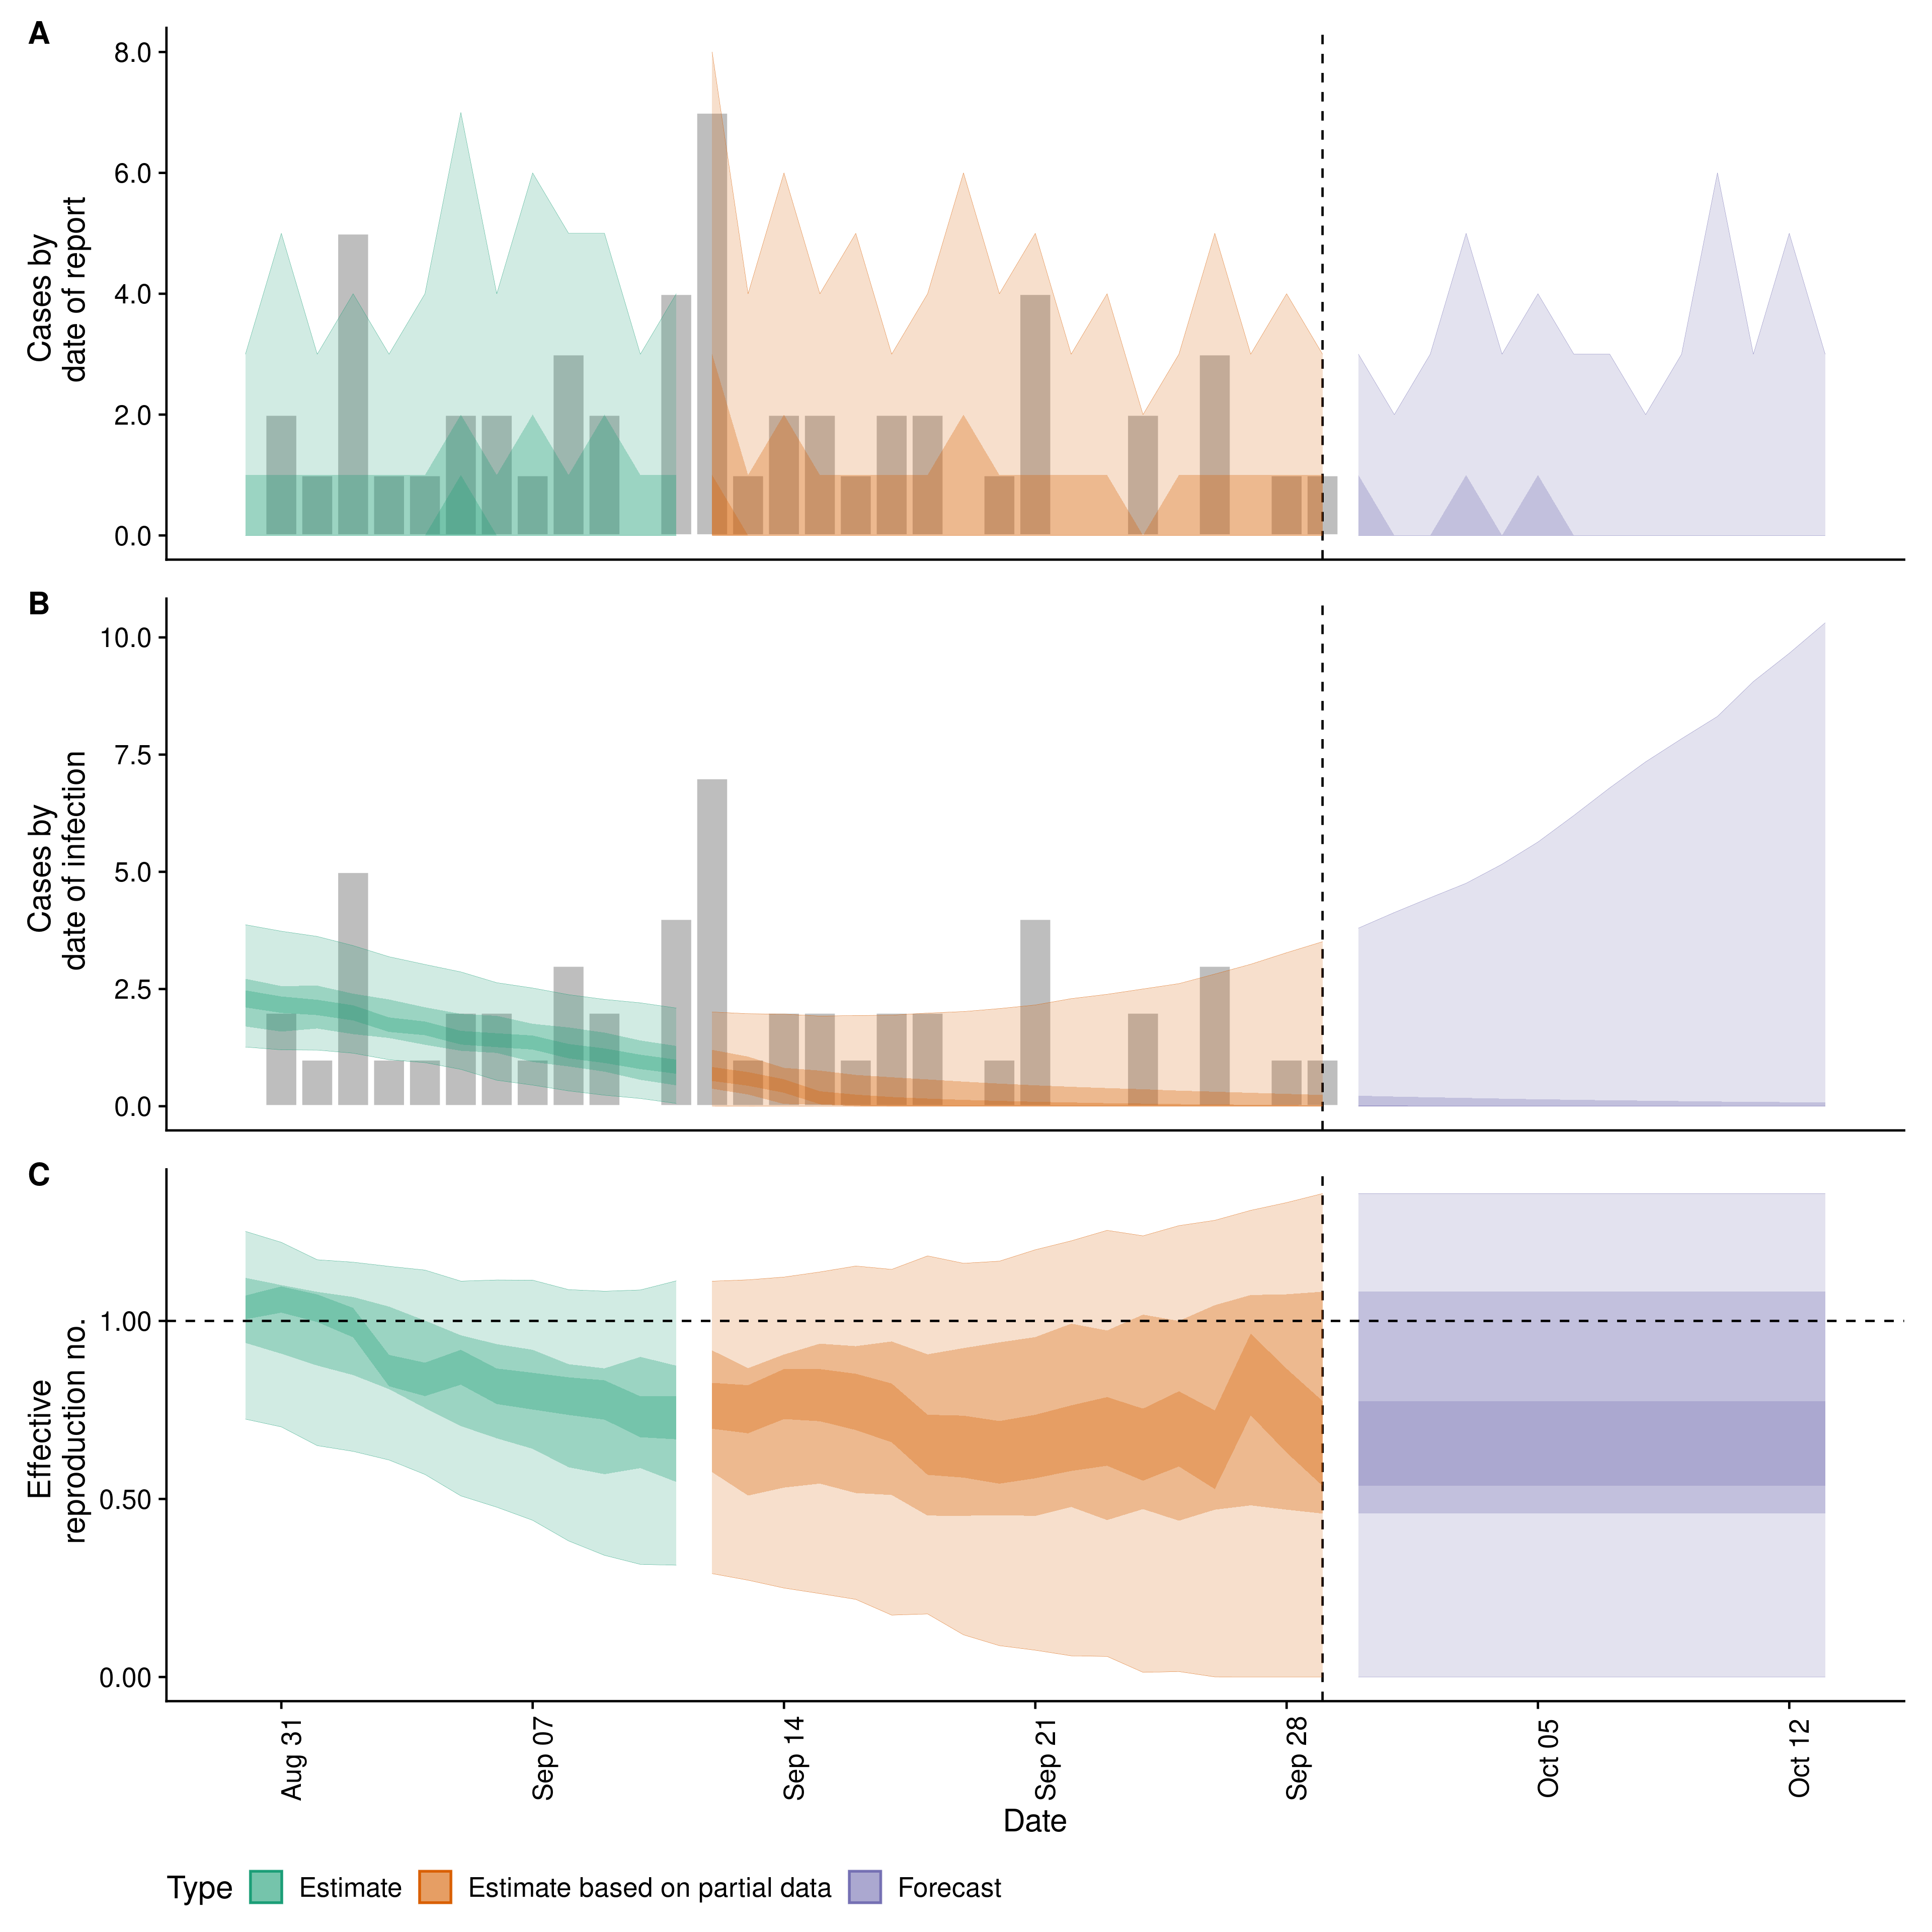 A
8.0
6.0
4.0
2.0
0.0
Cases by
date of report
B
10.0
7.5
5.0
2.5
0.0
Cases by
date of infection
C
1.00
0.50
0.00
Effective
reproduction no.
Aug 31
Sep 07
Sep 14
Sep 21
Sep 28
Oct 05
Oct 12
Date
Type Estimate Estimate based on partial data Forecast